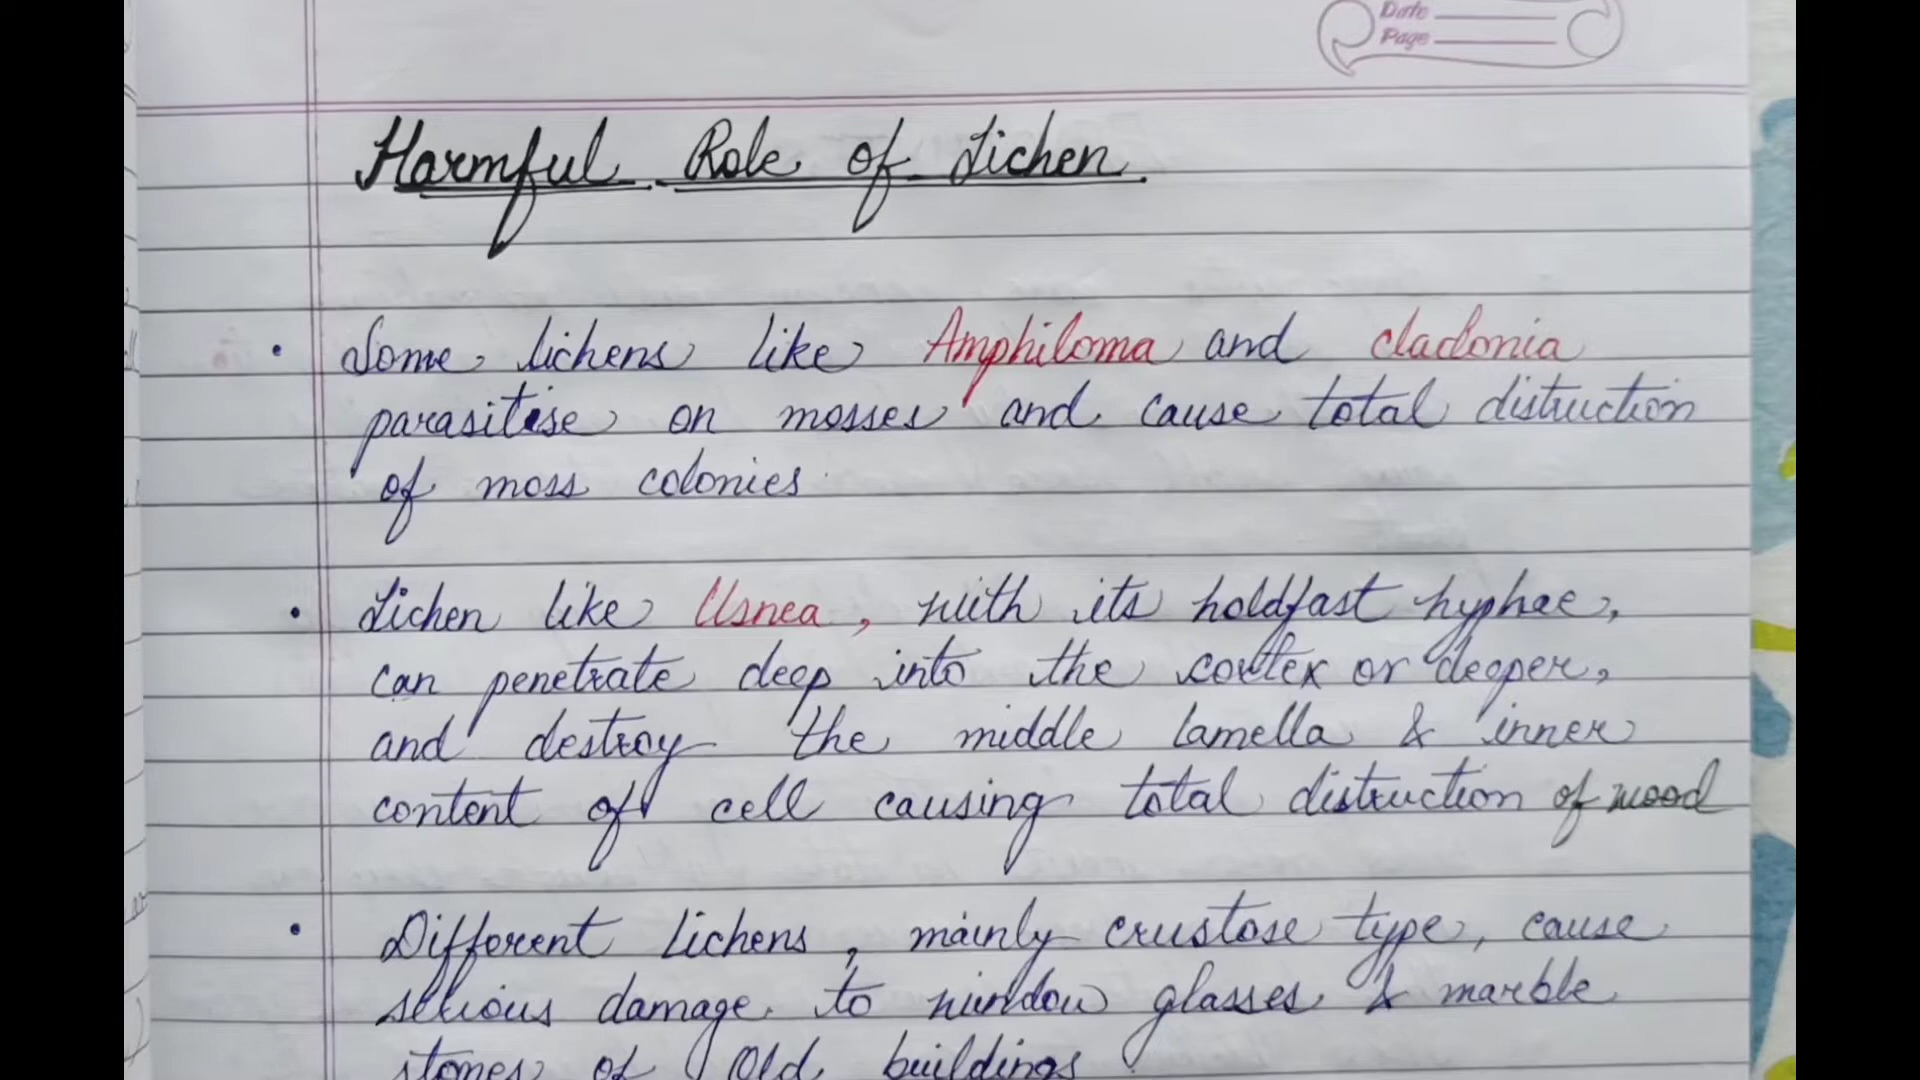 Date
Page
Harmful Role of Lichen
• Some lichens like Amphiloma and cladonia
parasitise on mosses and cause total distruction
of moss colonies
• Lichen like Usnea, with its holdfast hyphae,
can penetrate deep into the cortex or deeper,
and destroy the middle lamella & inner
content of cell causing total distruction of wood
• Different lichens, mainly crustose type, cause
serious damage to window glasses & marble
stones of Old buildings